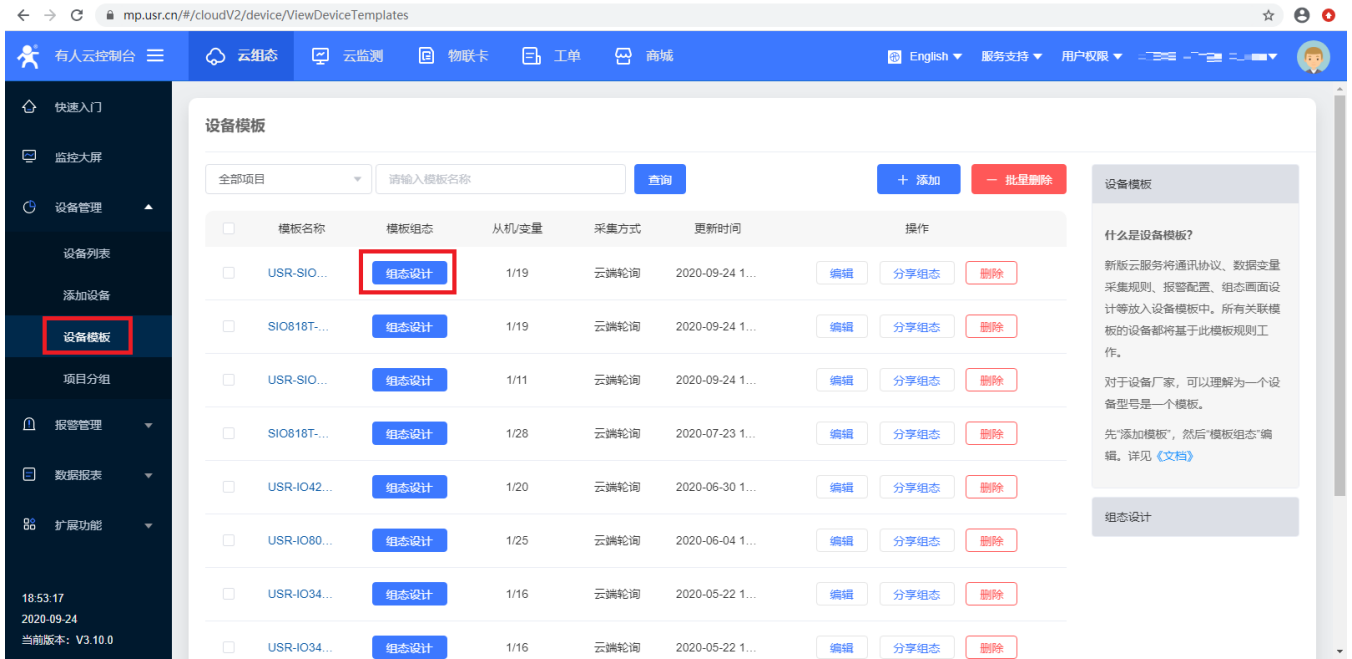 mp.usr.cn/#/cloudV2/device/ViewDeviceTemplates
有人云控制台 云组态 云监测 物联卡 工单 商城 English 服务支持 用户权限
快速入门
监控大屏
设备管理
设备列表
添加设备
设备模板
项目分组
报警管理
数据报表
扩展功能
18:53:17
2020-09-24
当前版本：V3.10.0
设备模板
全部项目 请输入模板名称 查询 + 添加 — 批量删除
模板名称 模板组态 从机/变量 采集方式 更新时间 操作
USR-SIO... 组态设计 1/19 云端轮询 2020-09-24 1... 编辑 分享组态 删除
SIO818T-... 组态设计 1/19 云端轮询 2020-09-24 1... 编辑 分享组态 删除
USR-SIO... 组态设计 1/11 云端轮询 2020-09-24 1... 编辑 分享组态 删除
SIO818T-... 组态设计 1/28 云端轮询 2020-07-23 1... 编辑 分享组态 删除
USR-IO42... 组态设计 1/20 云端轮询 2020-06-30 1... 编辑 分享组态 删除
USR-IO80... 组态设计 1/25 云端轮询 2020-06-04 1... 编辑 分享组态 删除
USR-IO34... 组态设计 1/16 云端轮询 2020-05-22 1... 编辑 分享组态 删除
USR-IO34... 组态设计 1/16 云端轮询 2020-05-22 1... 编辑 分享组态 删除
设备模板
什么是设备模板?
新版云服务将通讯协议、数据变量
采集规则、报警配置、组态画面设
计等放入设备模板中。所有关联模
板的设备都将基于此模板规则工
作。
对于设备厂家，可以理解为一个设
备型号是一个模板。
先“添加模板”，然后“模板组态”编
辑。详见《文档》
组态设计